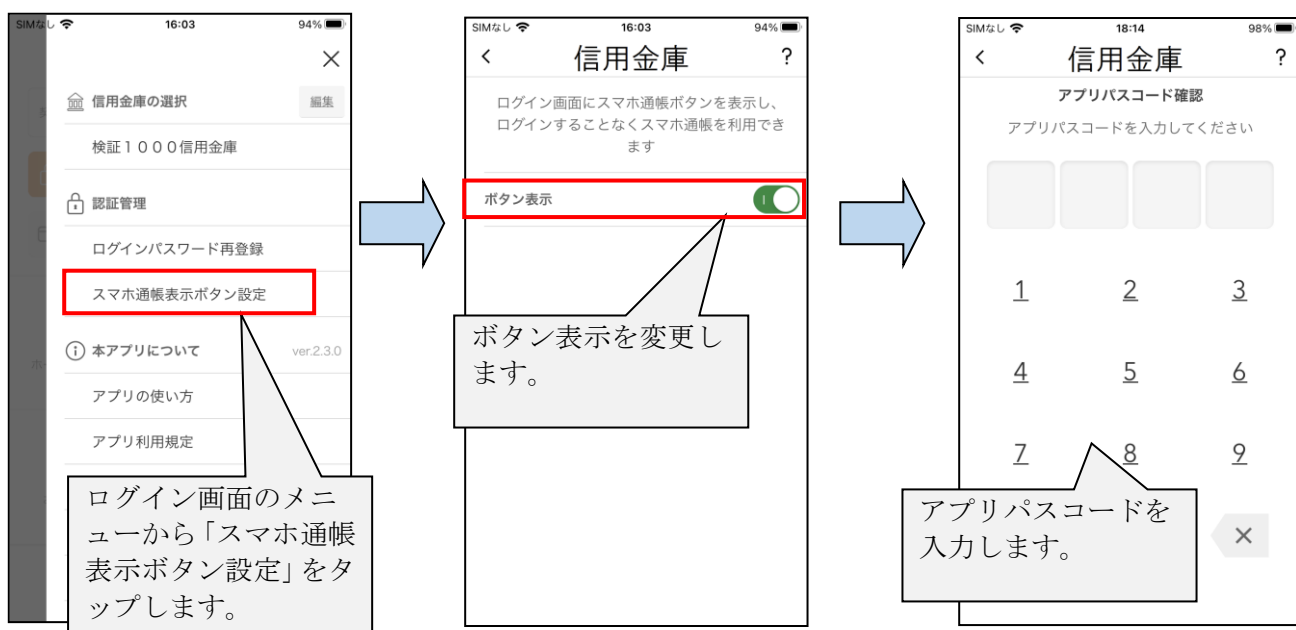 SIMなし 16:03 94%
信用金庫の選択 編集
検証1000信用金庫
認証管理
ログインパスワード再登録
スマホ通帳表示ボタン設定
本アプリについて ver.2.3.0
アプリの使い方
アプリ利用規定
ログイン画面のメニ
ューから「スマホ通帳
表示ボタン設定」をタ
ップします。
SIMなし 16:03 94%
< 信用金庫 ?
ログイン画面にスマホ通帳ボタンを表示し、
ログインすることなくスマホ通帳を利用でき
ます
ボタン表示
ボタン表示を変更し
ます。
SIMなし 18:14 98%
< 信用金庫 ?
アプリパスコード確認
アプリパスコードを入力してください
1 2 3
4 5 6
7 8 9
アプリパスコードを
入力します。